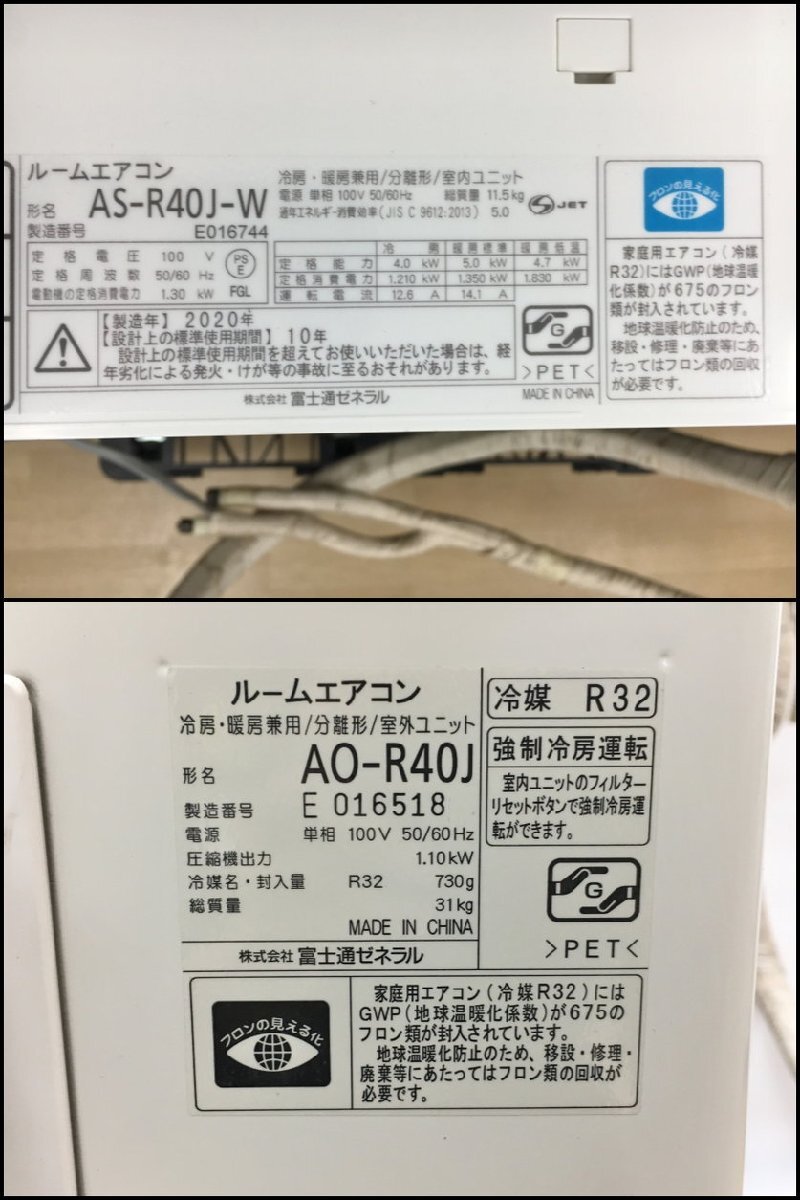 ルームエアコン
形名 AS-R40J-W
製造番号 E016744
冷房・暖房兼用/分離形/室内ユニット
電源 単相 100V 50/60Hz 総質量 11.5kg
通年エネルギー消費効率(JIS C 9612:2013) 5.0
JET
定格電圧 100 V
定格周波数 50/60 Hz
電動機の定格消費電力 1.30 kW
PS
E
FGL
冷房 暖房標準 暖房低温
定格能力 4.0 kW 5.0 kW 4.7 kW
定格消費電力 1.210 kW 1.350 kW 1.830 kW
運転電流 12.6 A 14.1 A
【製造年】2020年
【設計上の標準使用期間】10年
設計上の標準使用期間を超えてお使いいただいた場合は、経
年劣化による発火・けが等の事故に至るおそれがあります。
G
>PET<
株式会社 富士通ゼネラル
MADE IN CHINA
フロンの見える化
家庭用エアコン(冷媒
R32)にはGWP(地球温暖
化係数)が675のフロン
類が封入されています。
地球温暖化防止のため、
移設・修理・廃棄等にあ
たってはフロン類の回収
が必要です。
ルームエアコン
冷房・暖房兼用/分離形/室外ユニット
形名 AO-R40J
製造番号 E 016518
電源 単相 100V 50/60Hz
圧縮機出力 1.10kW
冷媒名・封入量 R32 730g
総質量 31kg
MADE IN CHINA
株式会社 富士通ゼネラル
冷媒 R32
強制冷房運転
室内ユニットのフィルター
リセットボタンで強制冷房運
転ができます。
G
>PET<
フロンの見える化
家庭用エアコン(冷媒R32)には
GWP(地球温暖化係数)が675の
フロン類が封入されています。
地球温暖化防止のため、移設・修理・
廃棄等にあたってはフロン類の回収が
必要です。